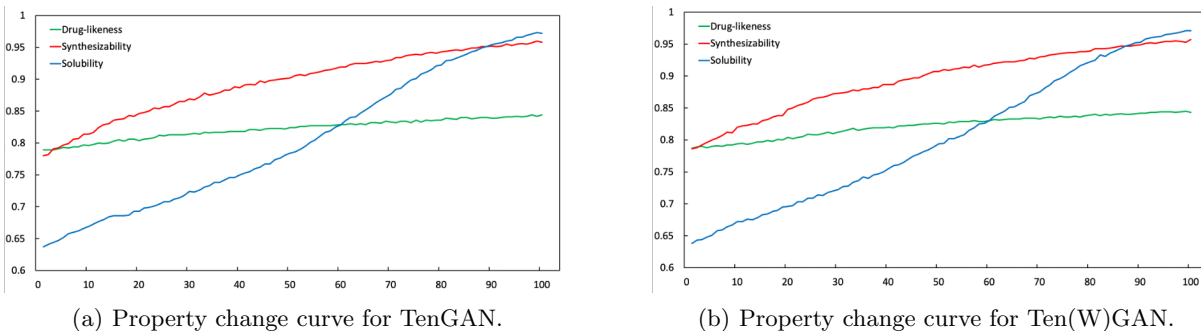 1
0.95
0.9
0.85
0.8
0.75
0.7
0.65
0.6
Drug-likeness
Synthesizability
Solubility
0 10 20 30 40 50 60 70 80 90 100
(a) Property change curve for TenGAN.
1
0.95
0.9
0.85
0.8
0.75
0.7
0.65
0.6
Drug-likeness
Synthesizability
Solubility
0 10 20 30 40 50 60 70 80 90 100
(b) Property change curve for Ten(W)GAN.